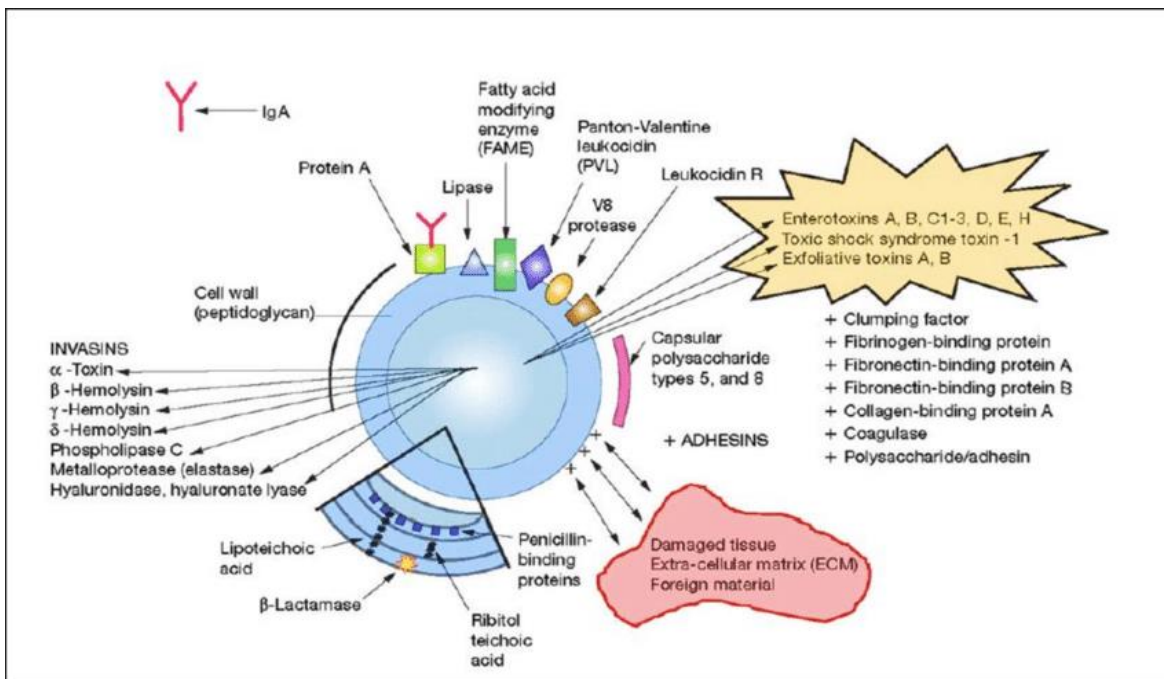 IgA
Fatty acid
modifying
enzyme
(FAME)
Panton-Valentine
leukocidin
(PVL)
Protein A
Lipase
V8
protease
Leukocidin R
Enterotoxins A, B, C1-3, D, E, H
Toxic shock syndrome toxin -1
Exfoliative toxins A, B
Cell wall
(peptidoglycan)
INVASINS
α -Toxin
β -Hemolysin
γ -Hemolysin
δ -Hemolysin
Phospholipase C
Metalloprotease (elastase)
Hyaluronidase, hyaluronate lyase
Capsular
polysaccharide
types 5, and 8
+ ADHESINS
+ Clumping factor
+ Fibrinogen-binding protein
+ Fibronectin-binding protein A
+ Fibronectin-binding protein B
+ Collagen-binding protein A
+ Coagulase
+ Polysaccharide/adhesin
+
+
+
Lipoteichoic
acid
β-Lactamase
Penicillin-
binding
proteins
Ribitol
teichoic
acid
Damaged tissue
Extra-cellular matrix (ECM)
Foreign material